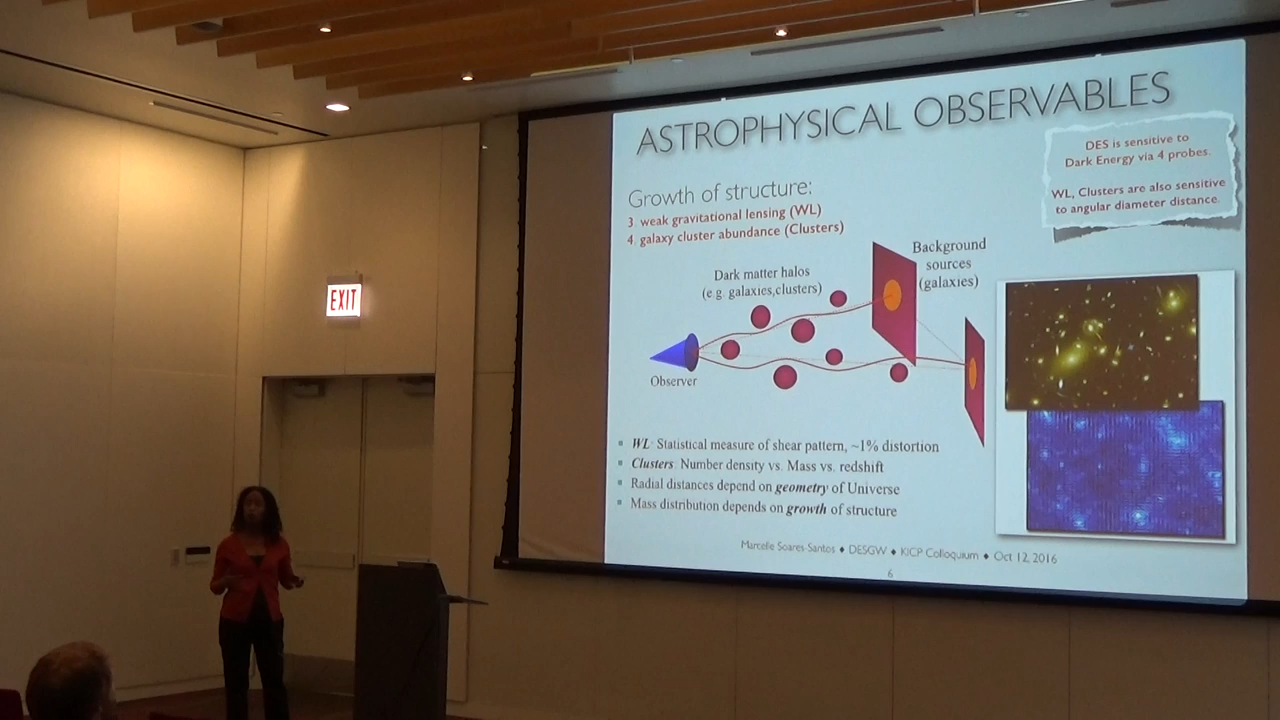 ASTROPHYSICAL OBSERVABLES
DES is sensitive to
Dark Energy via 4 probes.
WL, Clusters are also sensitive
to angular diameter distance.
Growth of structure:
3. weak gravitational lensing (WL)
4. galaxy cluster abundance (Clusters)
Background
sources
(galaxies)
Dark matter halos
(e.g. galaxies, clusters)
Observer
EXIT
WL: Statistical measure of shear pattern, ~1% distortion
Clusters: Number density vs. Mass vs. redshift
Radial distances depend on geometry of Universe
Mass distribution depends on growth of structure
Marcelle Soares-Santos ♦ DESGW ♦ KICP Colloquium ♦ Oct 12, 2016
6